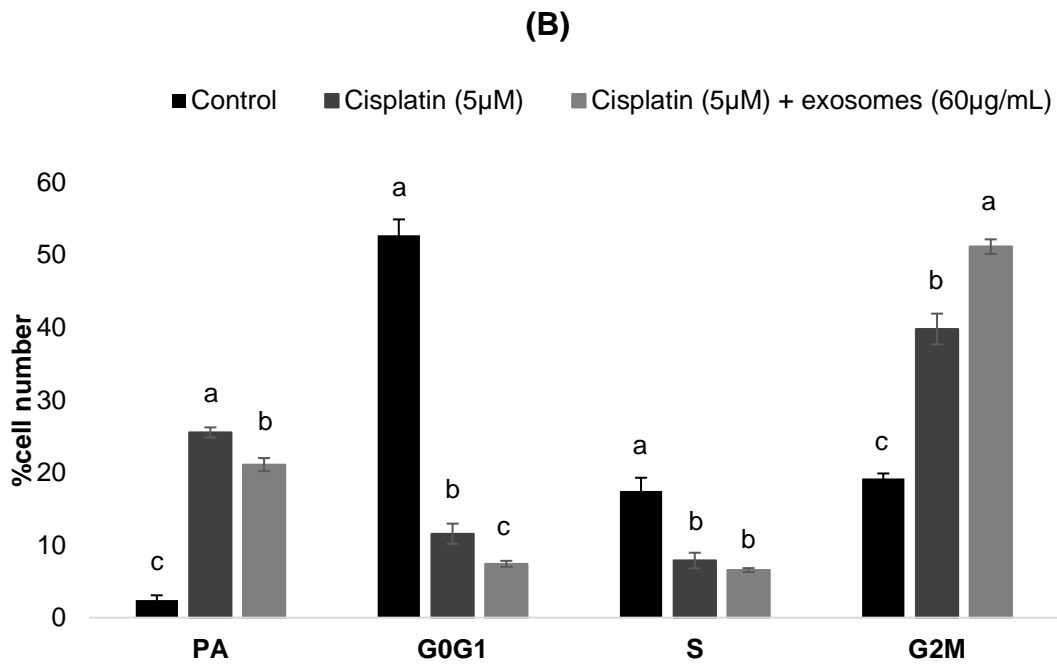 (B)
Control Cisplatin (5µM) Cisplatin (5µM) + exosomes (60µg/mL)
%cell number
60
50
40
30
20
10
0
c a b
a b c
a b b
c b a
PA G0G1 S G2M